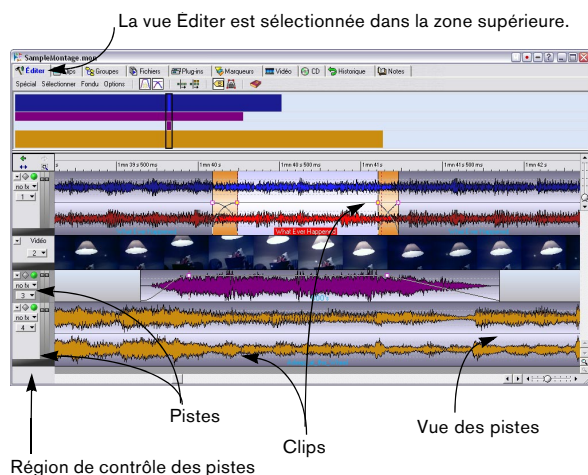 La vue Éditer est sélectionnée dans la zone supérieure.
SampleMontage.mon
Éditer Clips Groupes Fichiers Plug-ins Marqueurs Vidéo CD Historique Notes
Spécial Sélectionner Fondu Options
s 1mn 39 s 500 ms 1mn 40 s 1mn 40 s 500 ms 1mn 41 s 1mn 41 s 500 ms 1mn 42 s
no fx
1
What Ever Happened
Vidéo
2
no fx
3
no fx
4
Pistes
Clips
Vue des pistes
Région de contrôle des pistes